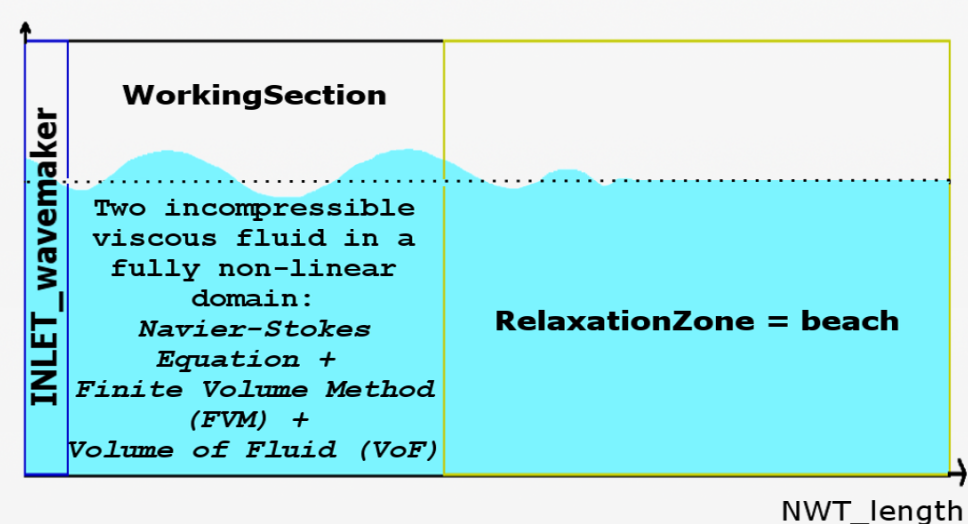 INLET_wavemaker
WorkingSection
Two incompressible
viscous fluid in a
fully non-linear
domain:
Navier-Stokes
Equation +
Finite Volume Method
(FVM) +
Volume of Fluid (VoF)
RelaxationZone = beach
NWT_length